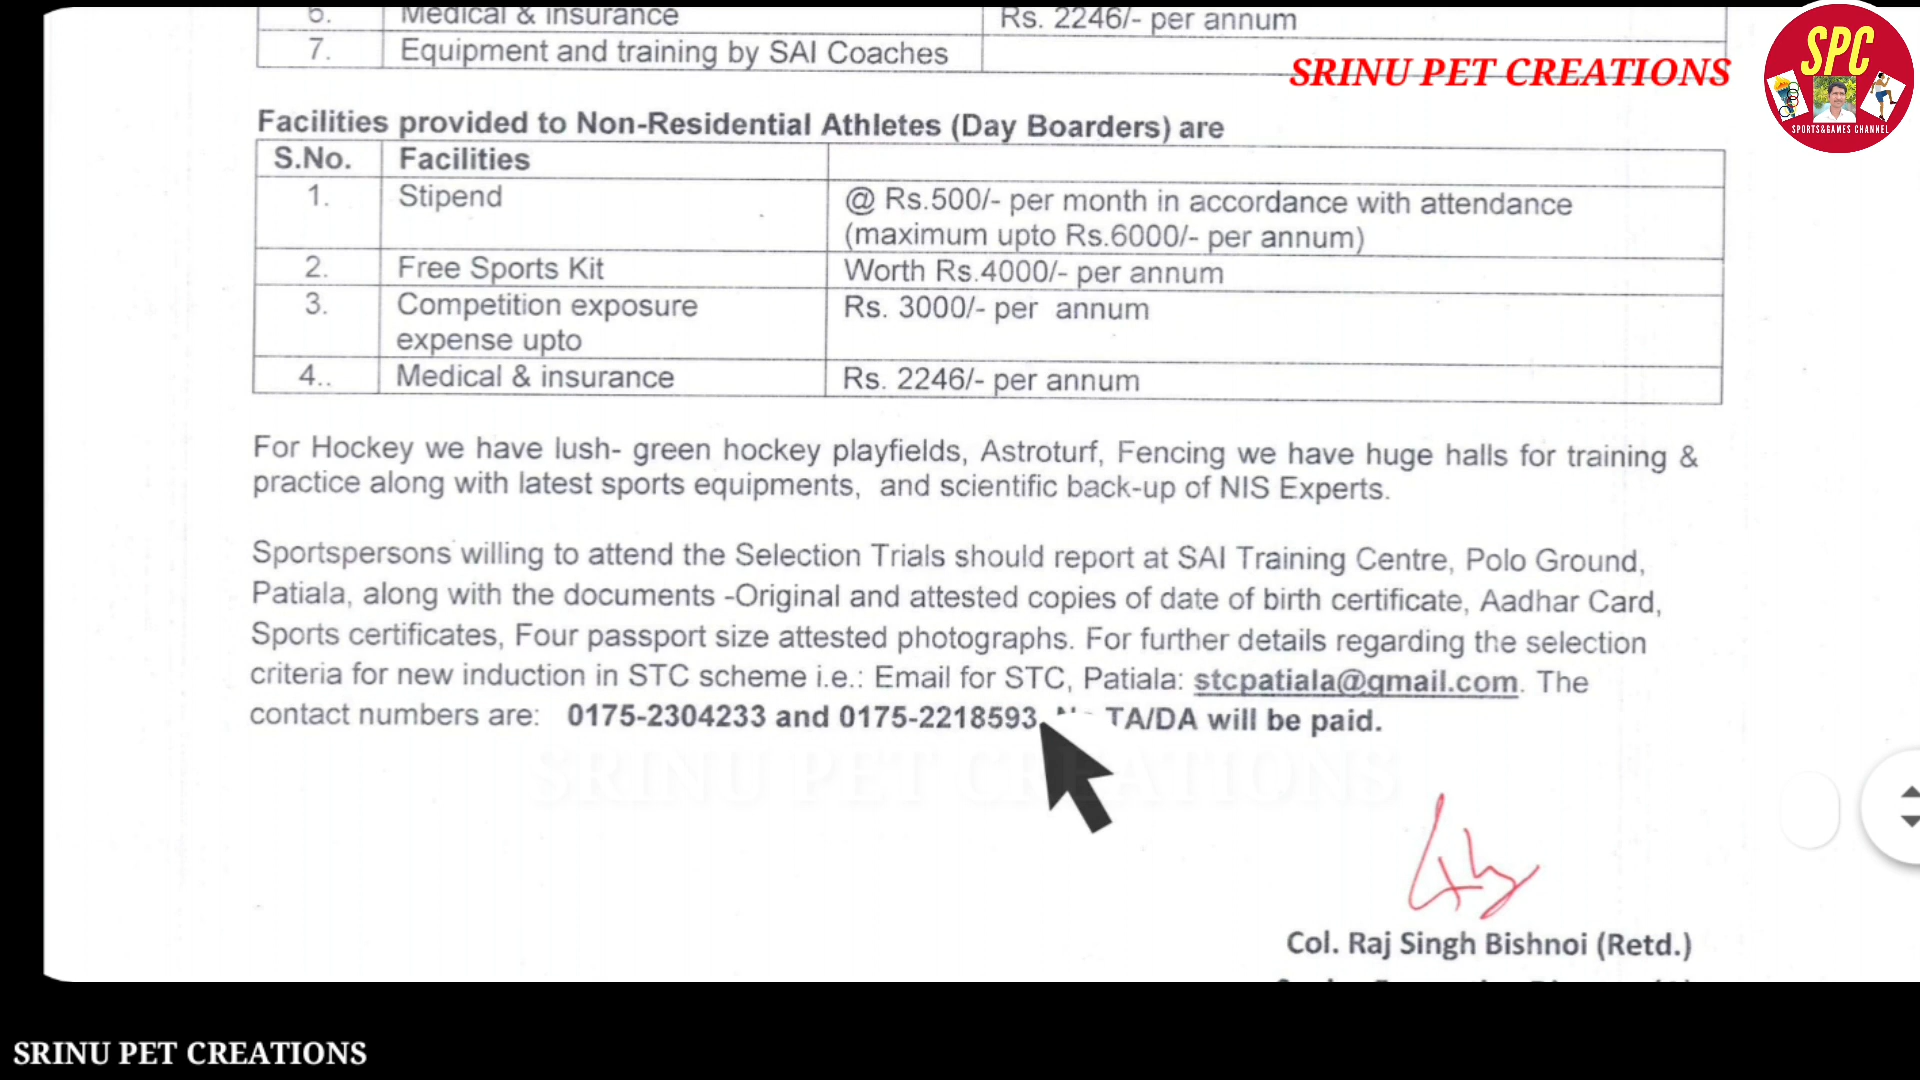 6. Medical & insurance Rs. 2246/- per annum
7. Equipment and training by SAI Coaches
SRINU PET CREATIONS
SPC
SPORTS&GAMES CHANNEL
Facilities provided to Non-Residential Athletes (Day Boarders) are
S.No. Facilities
1. Stipend @ Rs.500/- per month in accordance with attendance
(maximum upto Rs.6000/- per annum)
2. Free Sports Kit Worth Rs.4000/- per annum
3. Competition exposure Rs. 3000/- per annum
expense upto
4.. Medical & insurance Rs. 2246/- per annum
For Hockey we have lush- green hockey playfields, Astroturf, Fencing we have huge halls for training &
practice along with latest sports equipments, and scientific back-up of NIS Experts.
Sportspersons willing to attend the Selection Trials should report at SAI Training Centre, Polo Ground,
Patiala, along with the documents -Original and attested copies of date of birth certificate, Aadhar Card,
Sports certificates, Four passport size attested photographs. For further details regarding the selection
criteria for new induction in STC scheme i.e.: Email for STC, Patiala: stcpatiala@gmail.com. The
contact numbers are: 0175-2304233 and 0175-2218593 TA/DA will be paid.
SRINU PET CREATIONS
Col. Raj Singh Bishnoi (Retd.)
SRINU PET CREATIONS